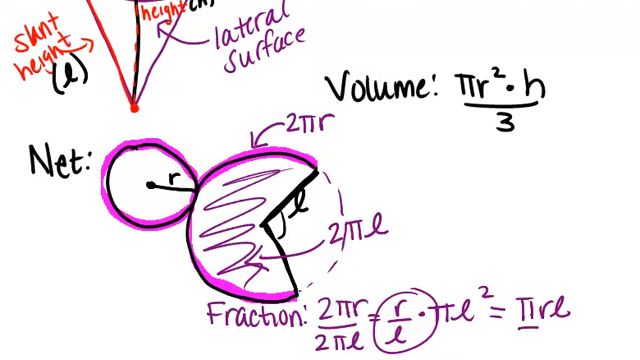 height (h)
slant height (l)
lateral surface
Volume: πr²·h / 3
2πr
Net:
r
l
2πl
Fraction: 2πr / 2πl = r / l · πl² = πrl